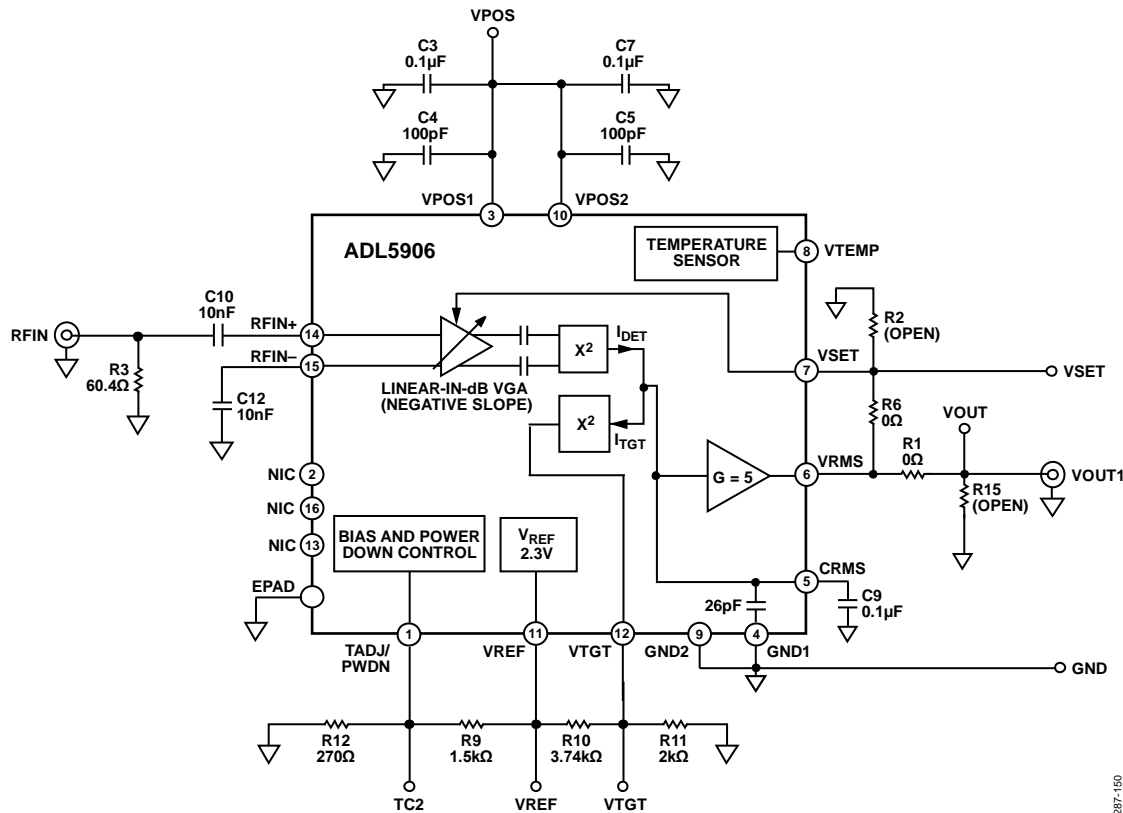 VPOS
C3
0.1µF
C7
0.1µF
C4
100pF
C5
100pF
VPOS1
3
10
VPOS2
ADL5906
TEMPERATURE
SENSOR
8
VTEMP
C10
10nF
RFIN
RFIN+
14
RFIN–
15
R3
60.4Ω
C12
10nF
LINEAR-IN-dB VGA
(NEGATIVE SLOPE)
X²
IDET
X²
ITGT
R2
(OPEN)
7
VSET
VSET
R6
0Ω
VOUT
R1
0Ω
G = 5
6
VRMS
VOUT1
R15
(OPEN)
NIC
2
NIC
16
NIC
13
EPAD
BIAS AND POWER
DOWN CONTROL
VREF
2.3V
CRMS
5
26pF
C9
0.1µF
1
11
12
9
4
TADJ/
PWDN
VREF
VTGT
GND2
GND1
GND
R12
270Ω
R9
1.5kΩ
R10
3.74kΩ
R11
2kΩ
TC2
VREF
VTGT
287-150